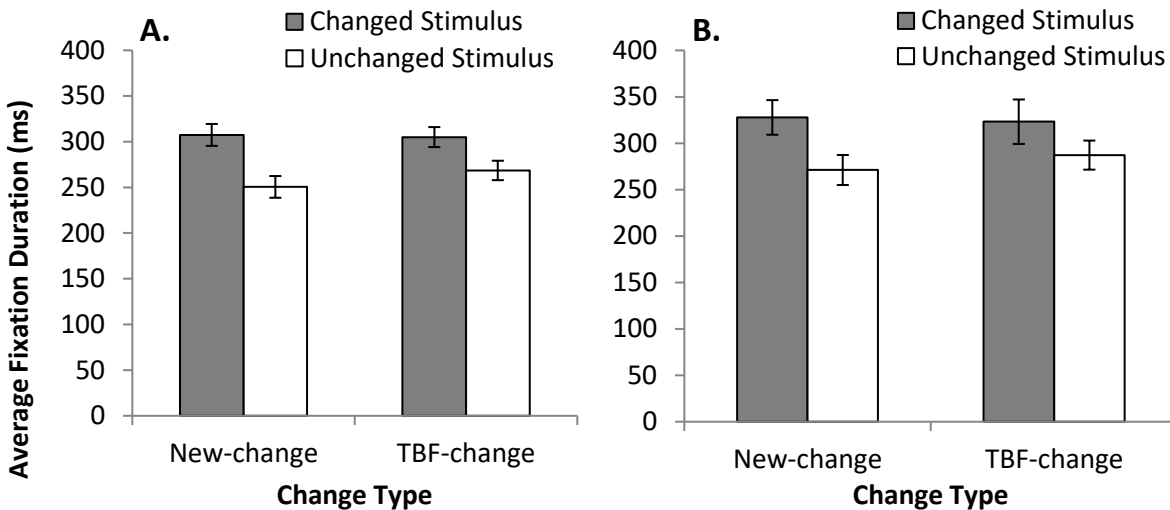 A.
Changed Stimulus
Unchanged Stimulus
Average Fixation Duration (ms)
400
350
300
250
200
150
100
50
0
New-change
TBF-change
Change Type
B.
Changed Stimulus
Unchanged Stimulus
400
350
300
250
200
150
100
50
0
New-change
TBF-change
Change Type